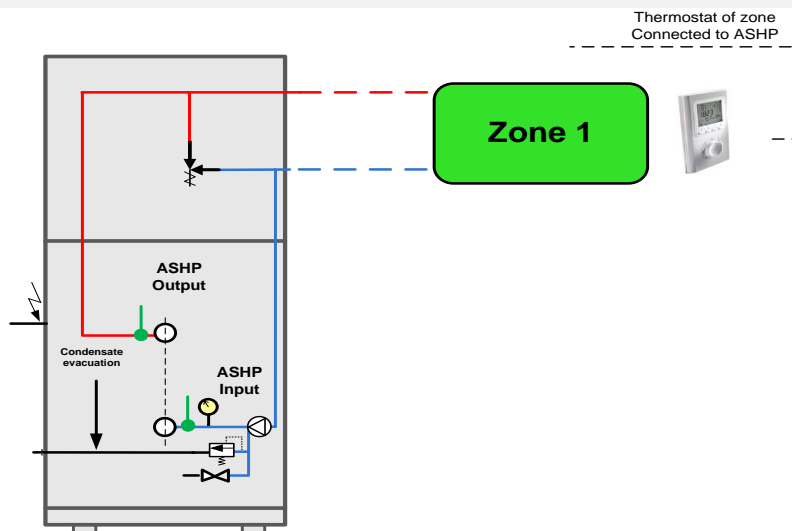 Thermostat of zone
Connected to ASHP
Zone 1
ASHP
Output
Condensate
evacuation
ASHP
Input